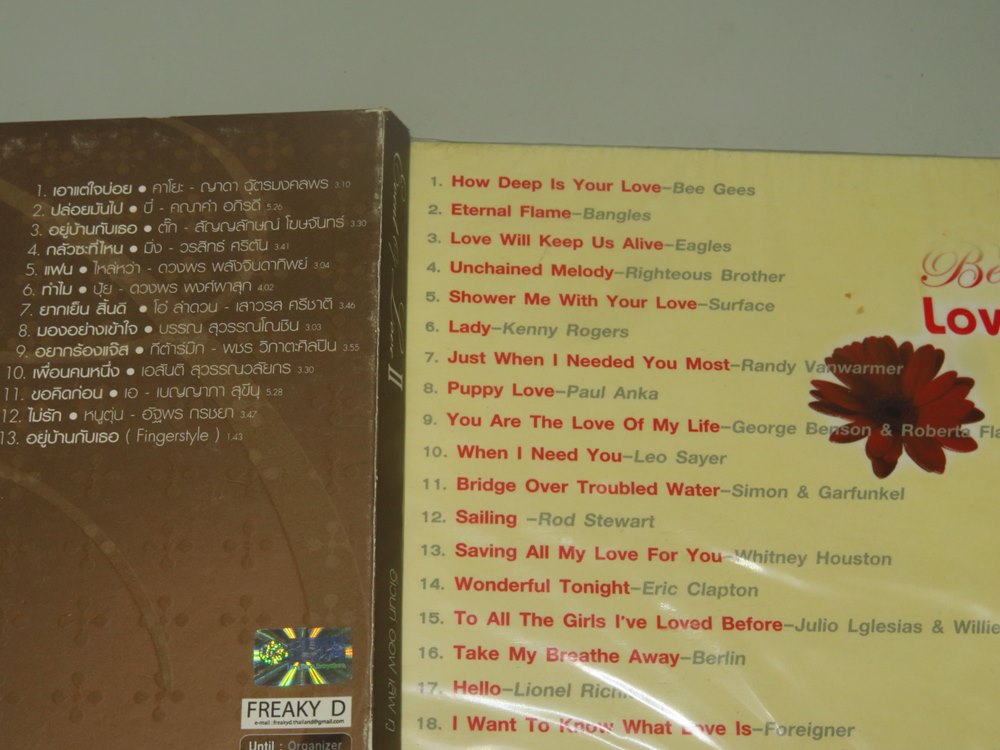 1. เอาแต่ใจบ่อย ● คาโยะ - ญาดา ฉัตรมงคลพร 3.10
2. ปล่อยมันไป ● บี๋ - คณาคำ อภิรดี 5.26
3. อยู่บ้านกับเธอ ● ตั๊ก - สัญญลักษณ์ โฆษจันทร์ 3.30
4. กลัวซะที่ไหน ● มิ่ง - วรสิทธ์ ศรีตัน 3.41
5. แฟน ● ไหล่หว่า - ดวงพร พลังจินดาทิพย์ 3.04
6. ทำไม ● ปุ้ย - ดวงพร พงศ์ผาสุก 4.02
7. ยากเย็น สิ้นดี ● โอ๋ ลำดวน - เสาวรส ศรีชาติ 3.46
8. มองอย่างเข้าใจ ● บรรณ สุวรรณโณชิน 3.03
9. อยากร้องแจ๊ส ● กีต้าร์มิก - พชร วิภาตะศิลปิน 3.55
10. เพื่อนคนหนึ่ง ● เอสันติ สุวรรณวลัยกร 3.30
11. ขอคิดก่อน ● เอ - เบญญาภา สุขีนุ 5.28
12. ไม่รัก ● หนูตุ่น - อัฐพร กรชยา 3.47
13. อยู่บ้านกับเธอ ( Fingerstyle ) 1.43
II
FREAKY D
e-mail : freakyd.thailand@gmail.com
Until : Organizer
1. How Deep Is Your Love–Bee Gees
2. Eternal Flame–Bangles
3. Love Will Keep Us Alive–Eagles
4. Unchained Melody–Righteous Brother
5. Shower Me With Your Love–Surface
6. Lady–Kenny Rogers
7. Just When I Needed You Most–Randy Vanwarmer
8. Puppy Love–Paul Anka
9. You Are The Love Of My Life–George Benson & Roberta Fla
10. When I Need You–Leo Sayer
11. Bridge Over Troubled Water–Simon & Garfunkel
12. Sailing –Rod Stewart
13. Saving All My Love For You–Whitney Houston
14. Wonderful Tonight–Eric Clapton
15. To All The Girls I've Loved Before–Julio Lglesias & Willie
16. Take My Breathe Away–Berlin
17. Hello–Lionel Rich
18. I Want To Know What Love Is–Foreigner
Be
Lov